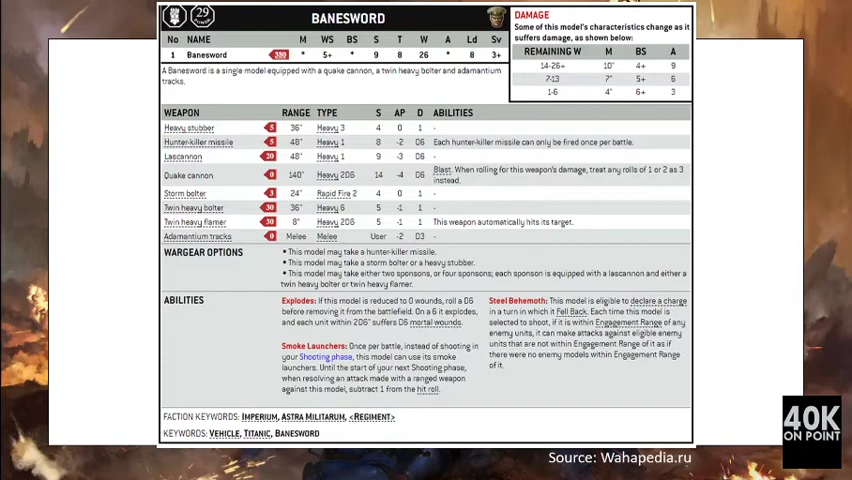 29
POWER
BANESWORD
No NAME M WS BS S T W A Ld Sv
1 Banesword 380 * 5+ * 9 8 26 * 8 3+
A Banesword is a single model equipped with a quake cannon, a twin heavy bolter and adamantium
tracks.
DAMAGE
Some of this model's characteristics change as it
suffers damage, as shown below:
REMAINING W M BS A
14-26+ 10" 4+ 9
7-13 7" 5+ 6
1-6 4" 6+ 3
WEAPON RANGE TYPE S AP D ABILITIES
Heavy stubber 5 36" Heavy 3 4 0 1 -
Hunter-killer missile 5 48" Heavy 1 8 -2 D6 Each hunter-killer missile can only be fired once per battle.
Lascannon 20 48" Heavy 1 9 -3 D6 -
Quake cannon 0 140" Heavy 2D6 14 -4 D6 Blast. When rolling for this weapon's damage, treat any rolls of 1 or 2 as 3
instead.
Storm bolter 3 24" Rapid Fire 2 4 0 1 -
Twin heavy bolter 30 36" Heavy 6 5 -1 1 -
Twin heavy flamer 30 8" Heavy 2D6 5 -1 1 This weapon automatically hits its target.
Adamantium tracks 0 Melee Melee User -2 D3 -
WARGEAR OPTIONS
• This model may take a hunter-killer missile.
• This model may take a storm bolter or a heavy stubber.
• This model may take either two sponsons, or four sponsons; each sponson is equipped with a lascannon and either a
twin heavy bolter or twin heavy flamer.
ABILITIES
Explodes: If this model is reduced to 0 wounds, roll a D6
before removing it from the battlefield. On a 6 it explodes,
and each unit within 2D6" suffers D6 mortal wounds.
Smoke Launchers: Once per battle, instead of shooting in
your Shooting phase, this model can use its smoke
launchers. Until the start of your next Shooting phase,
when resolving an attack made with a ranged weapon
against this model, subtract 1 from the hit roll.
Steel Behemoth: This model is eligible to declare a charge
in a turn in which it Fell Back. Each time this model is
selected to shoot, if it is within Engagement Range of any
enemy units, it can make attacks against eligible enemy
units that are not within Engagement Range of it as if
there were no enemy models within Engagement Range
of it.
FACTION KEYWORDS: IMPERIUM, ASTRA MILITARUM, <REGIMENT>
KEYWORDS: VEHICLE, TITANIC, BANESWORD
40K
ON POINT
Source: Wahapedia.ru